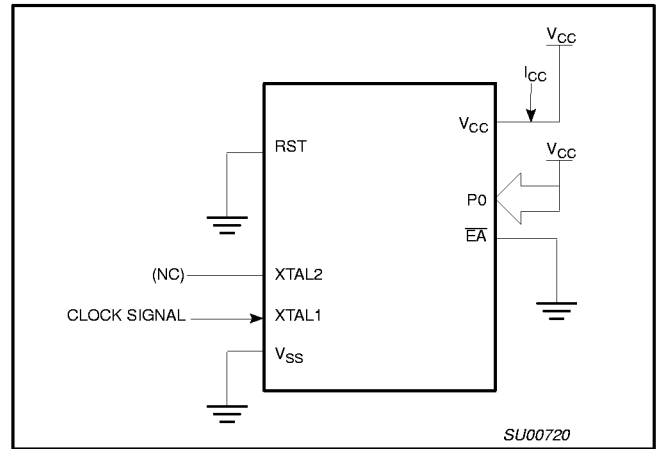 VCC
ICC
VCC
RST
VCC
P0
EA
(NC)
XTAL2
CLOCK SIGNAL
XTAL1
VSS
SU00720